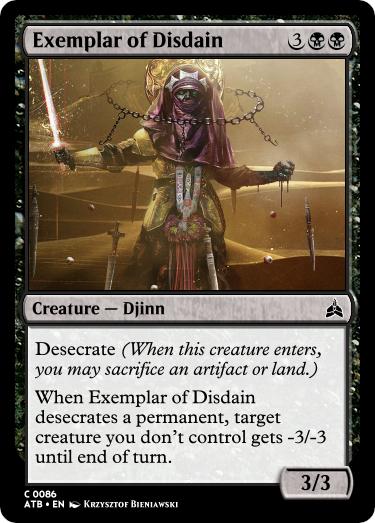 Exemplar of Disdain 3
Creature — Djinn
Desecrate (When this creature enters,
you may sacrifice an artifact or land.)
When Exemplar of Disdain
desecrates a permanent, target
creature you don't control gets -3/-3
until end of turn.
3/3
C 0086
ATB • EN Krzysztof Bieniawski